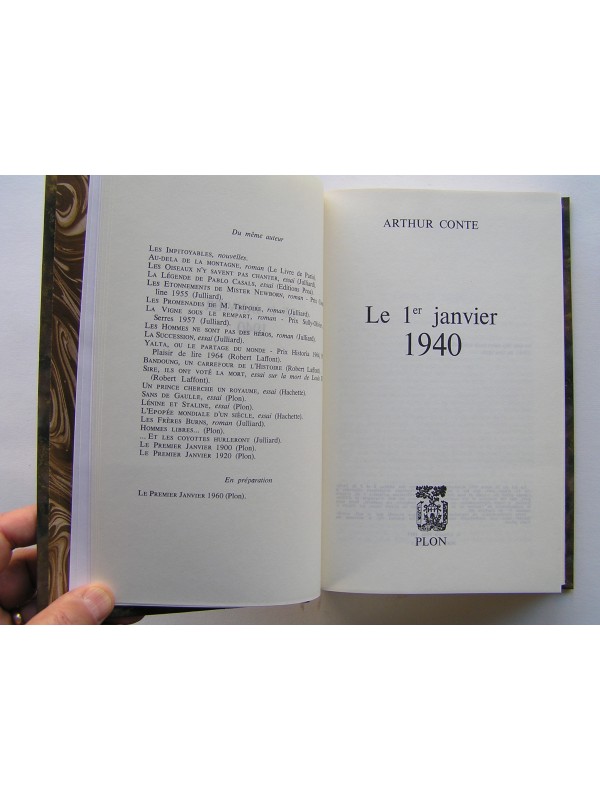 Du même auteur
LES IMPITOYABLES, nouvelles.
AU-DELA DE LA MONTAGNE, roman (Le Livre de Paris).
LES OISEAUX N'Y SAVENT PAS CHANTER, essai (Julliard).
LA LÉGENDE DE PABLO CASALS, essai (Editions Proa).
LES ETONNEMENTS DE MISTER NEWBORN, roman - Prix
line 1955 (Julliard).
LES PROMENADES DE M. TRIPOIRE, roman (Julliard).
LA VIGNE SOUS LE REMPART, roman - Prix Sully-Olivier
Serres 1957 (Julliard).
LES HOMMES NE SONT PAS DES HÉROS, roman (Julliard).
LA SUCCESSION, essai (Julliard).
YALTA, OU LE PARTAGE DU MONDE - Prix Historia
Plaisir de lire 1964 (Robert Laffont).
BANDOUNG, UN CARREFOUR DE L'HISTOIRE (Robert Laffont).
SIRE, ILS ONT VOTÉ LA MORT, essai sur la mort de
(Robert Laffont).
UN PRINCE CHERCHE UN ROYAUME, essai (Hachette).
SANS DE GAULLE, essai (Plon).
LÉNINE ET STALINE, essai (Plon).
L'EPOPÉE MONDIALE D'UN SIÈCLE, essai (Hachette).
LES FRÈRES BURNS, roman (Julliard).
HOMMES LIBRES... (Plon).
... ET LES COYOTTES HURLERONT (Julliard).
LE PREMIER JANVIER 1900 (Plon).
LE PREMIER JANVIER 1920 (Plon).
En préparation
LE PREMIER JANVIER 1960 (Plon).
ARTHUR CONTE
Le 1er janvier
1940
PLON